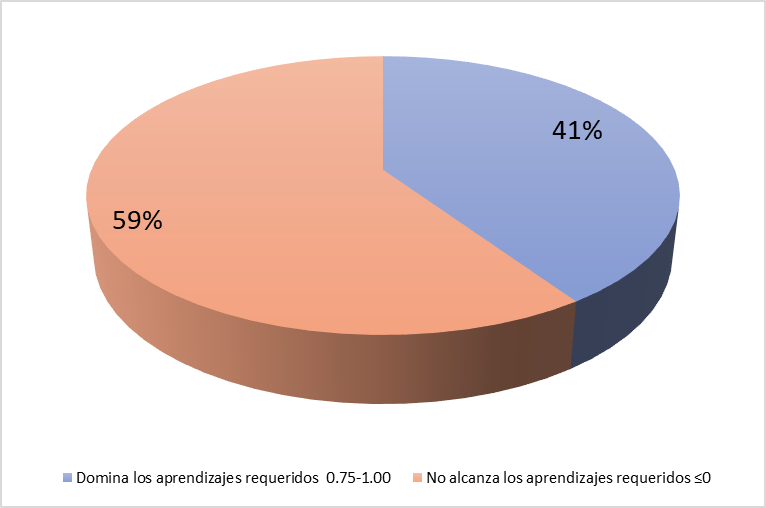 41%
59%
Domina los aprendizajes requeridos 0.75-1.00
No alcanza los aprendizajes requeridos ≤0